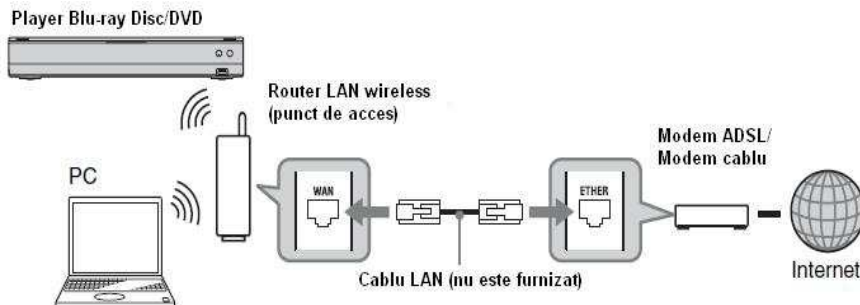 Player Blu-ray Disc/DVD
Router LAN wireless
(punct de acces)
Modem ADSL/
Modem cablu
PC
WAN
ETHER
Cablu LAN (nu este furnizat)
Internet